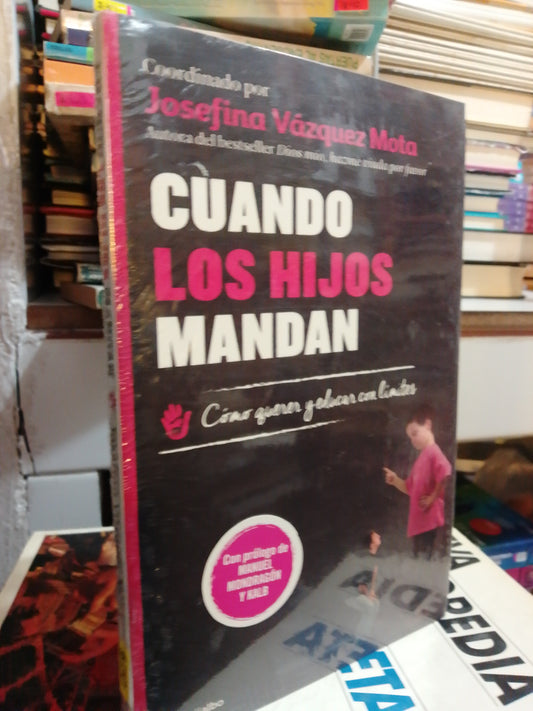 Coordinado por
Josefina Vázquez Mota
Autora del bestseller Dios mío, hazme viuda por favor
CUANDO
LOS HIJOS
MANDAN
Cómo querer y educar con límites
Con prólogo de
MANUEL
MONDRAGÓN
Y KALB